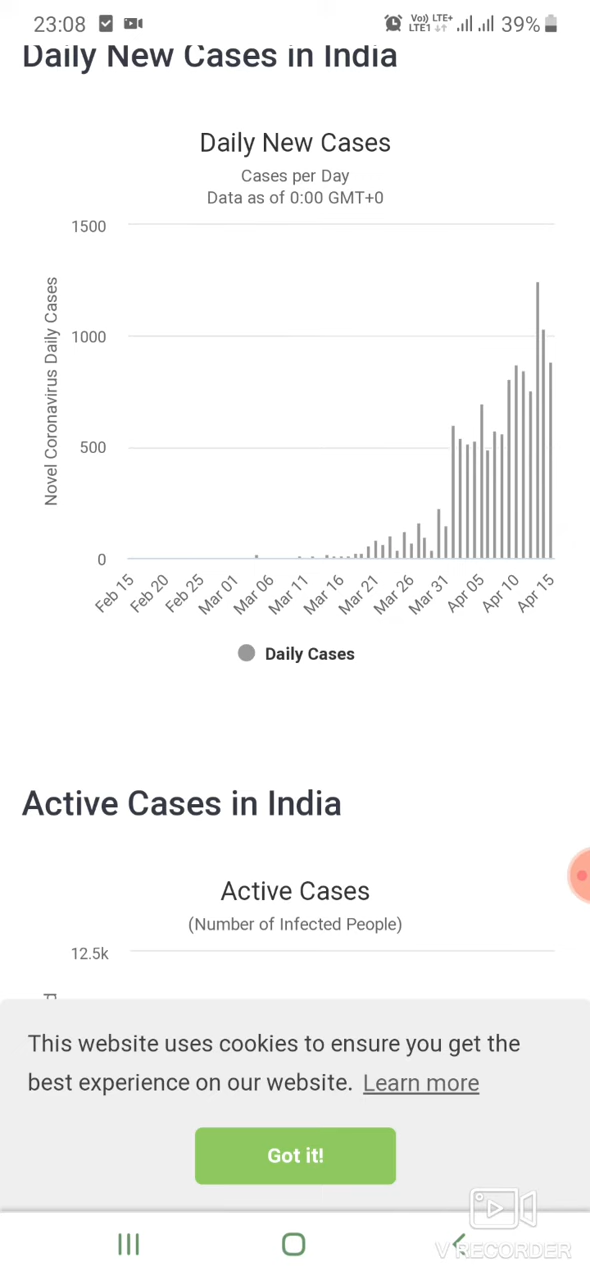 23:08
Vo)) LTE+
LTE1
39%
Daily New Cases in India
Daily New Cases
Cases per Day
Data as of 0:00 GMT+0
Novel Coronavirus Daily Cases
1500
1000
500
0
Feb 15
Feb 20
Feb 25
Mar 01
Mar 06
Mar 11
Mar 16
Mar 21
Mar 26
Mar 31
Apr 05
Apr 10
Apr 15
Daily Cases
Active Cases in India
Active Cases
(Number of Infected People)
12.5k
This website uses cookies to ensure you get the
best experience on our website. Learn more
Got it!
V RECORDER